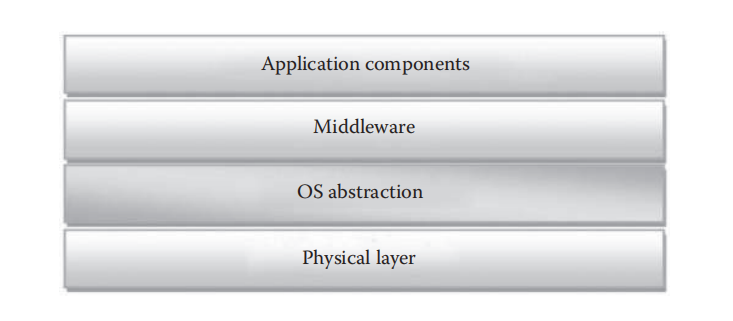 Application components
Middleware
OS abstraction
Physical layer